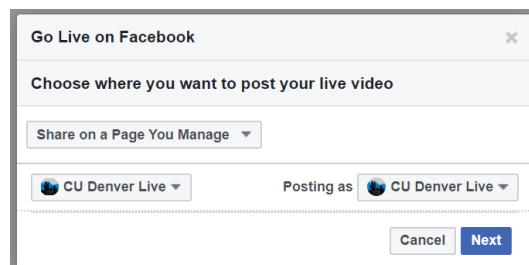 Go Live on Facebook
Choose where you want to post your live video
Share on a Page You Manage
CU Denver Live Posting as CU Denver Live
Cancel Next